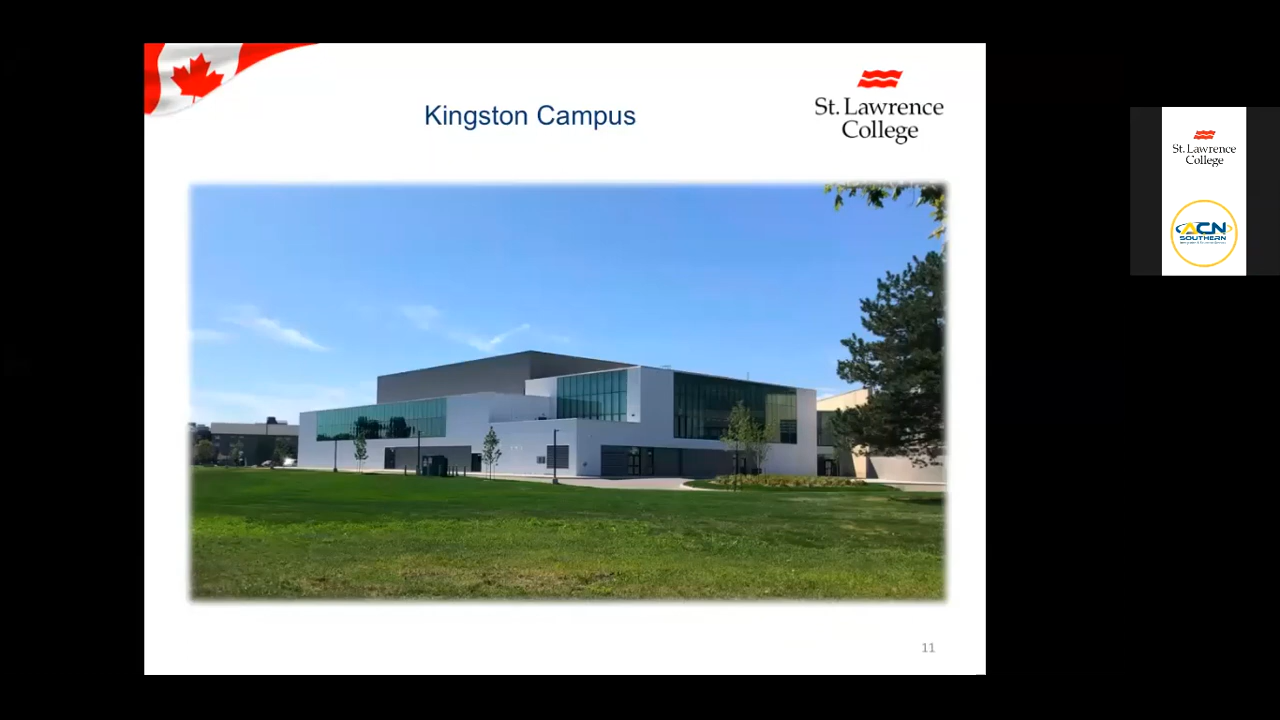 Kingston Campus
St. Lawrence
College
11
St. Lawrence
College
ACN
SOUTHERN